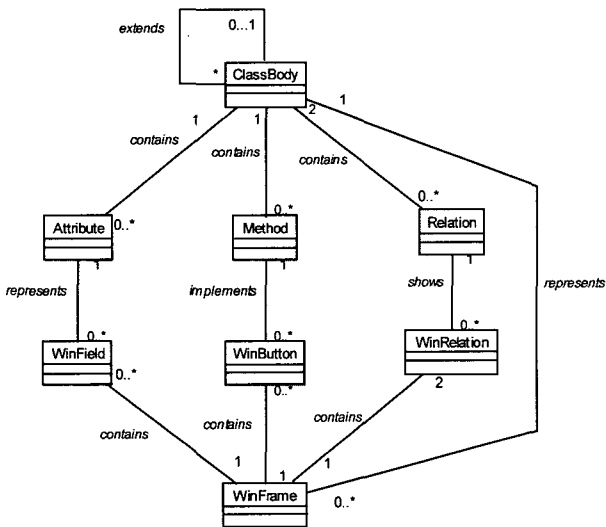 extends
0...1
*
ClassBody
1
1
2
1
contains
contains
contains
0..*
0..*
0..*
Attribute
Method
Relation
1
1
1
represents
implements
shows
represents
0..*
0..*
0..*
WinField
WinButton
WinRelation
0..*
0..*
2
contains
contains
contains
1
1
1
WinFrame
0..*